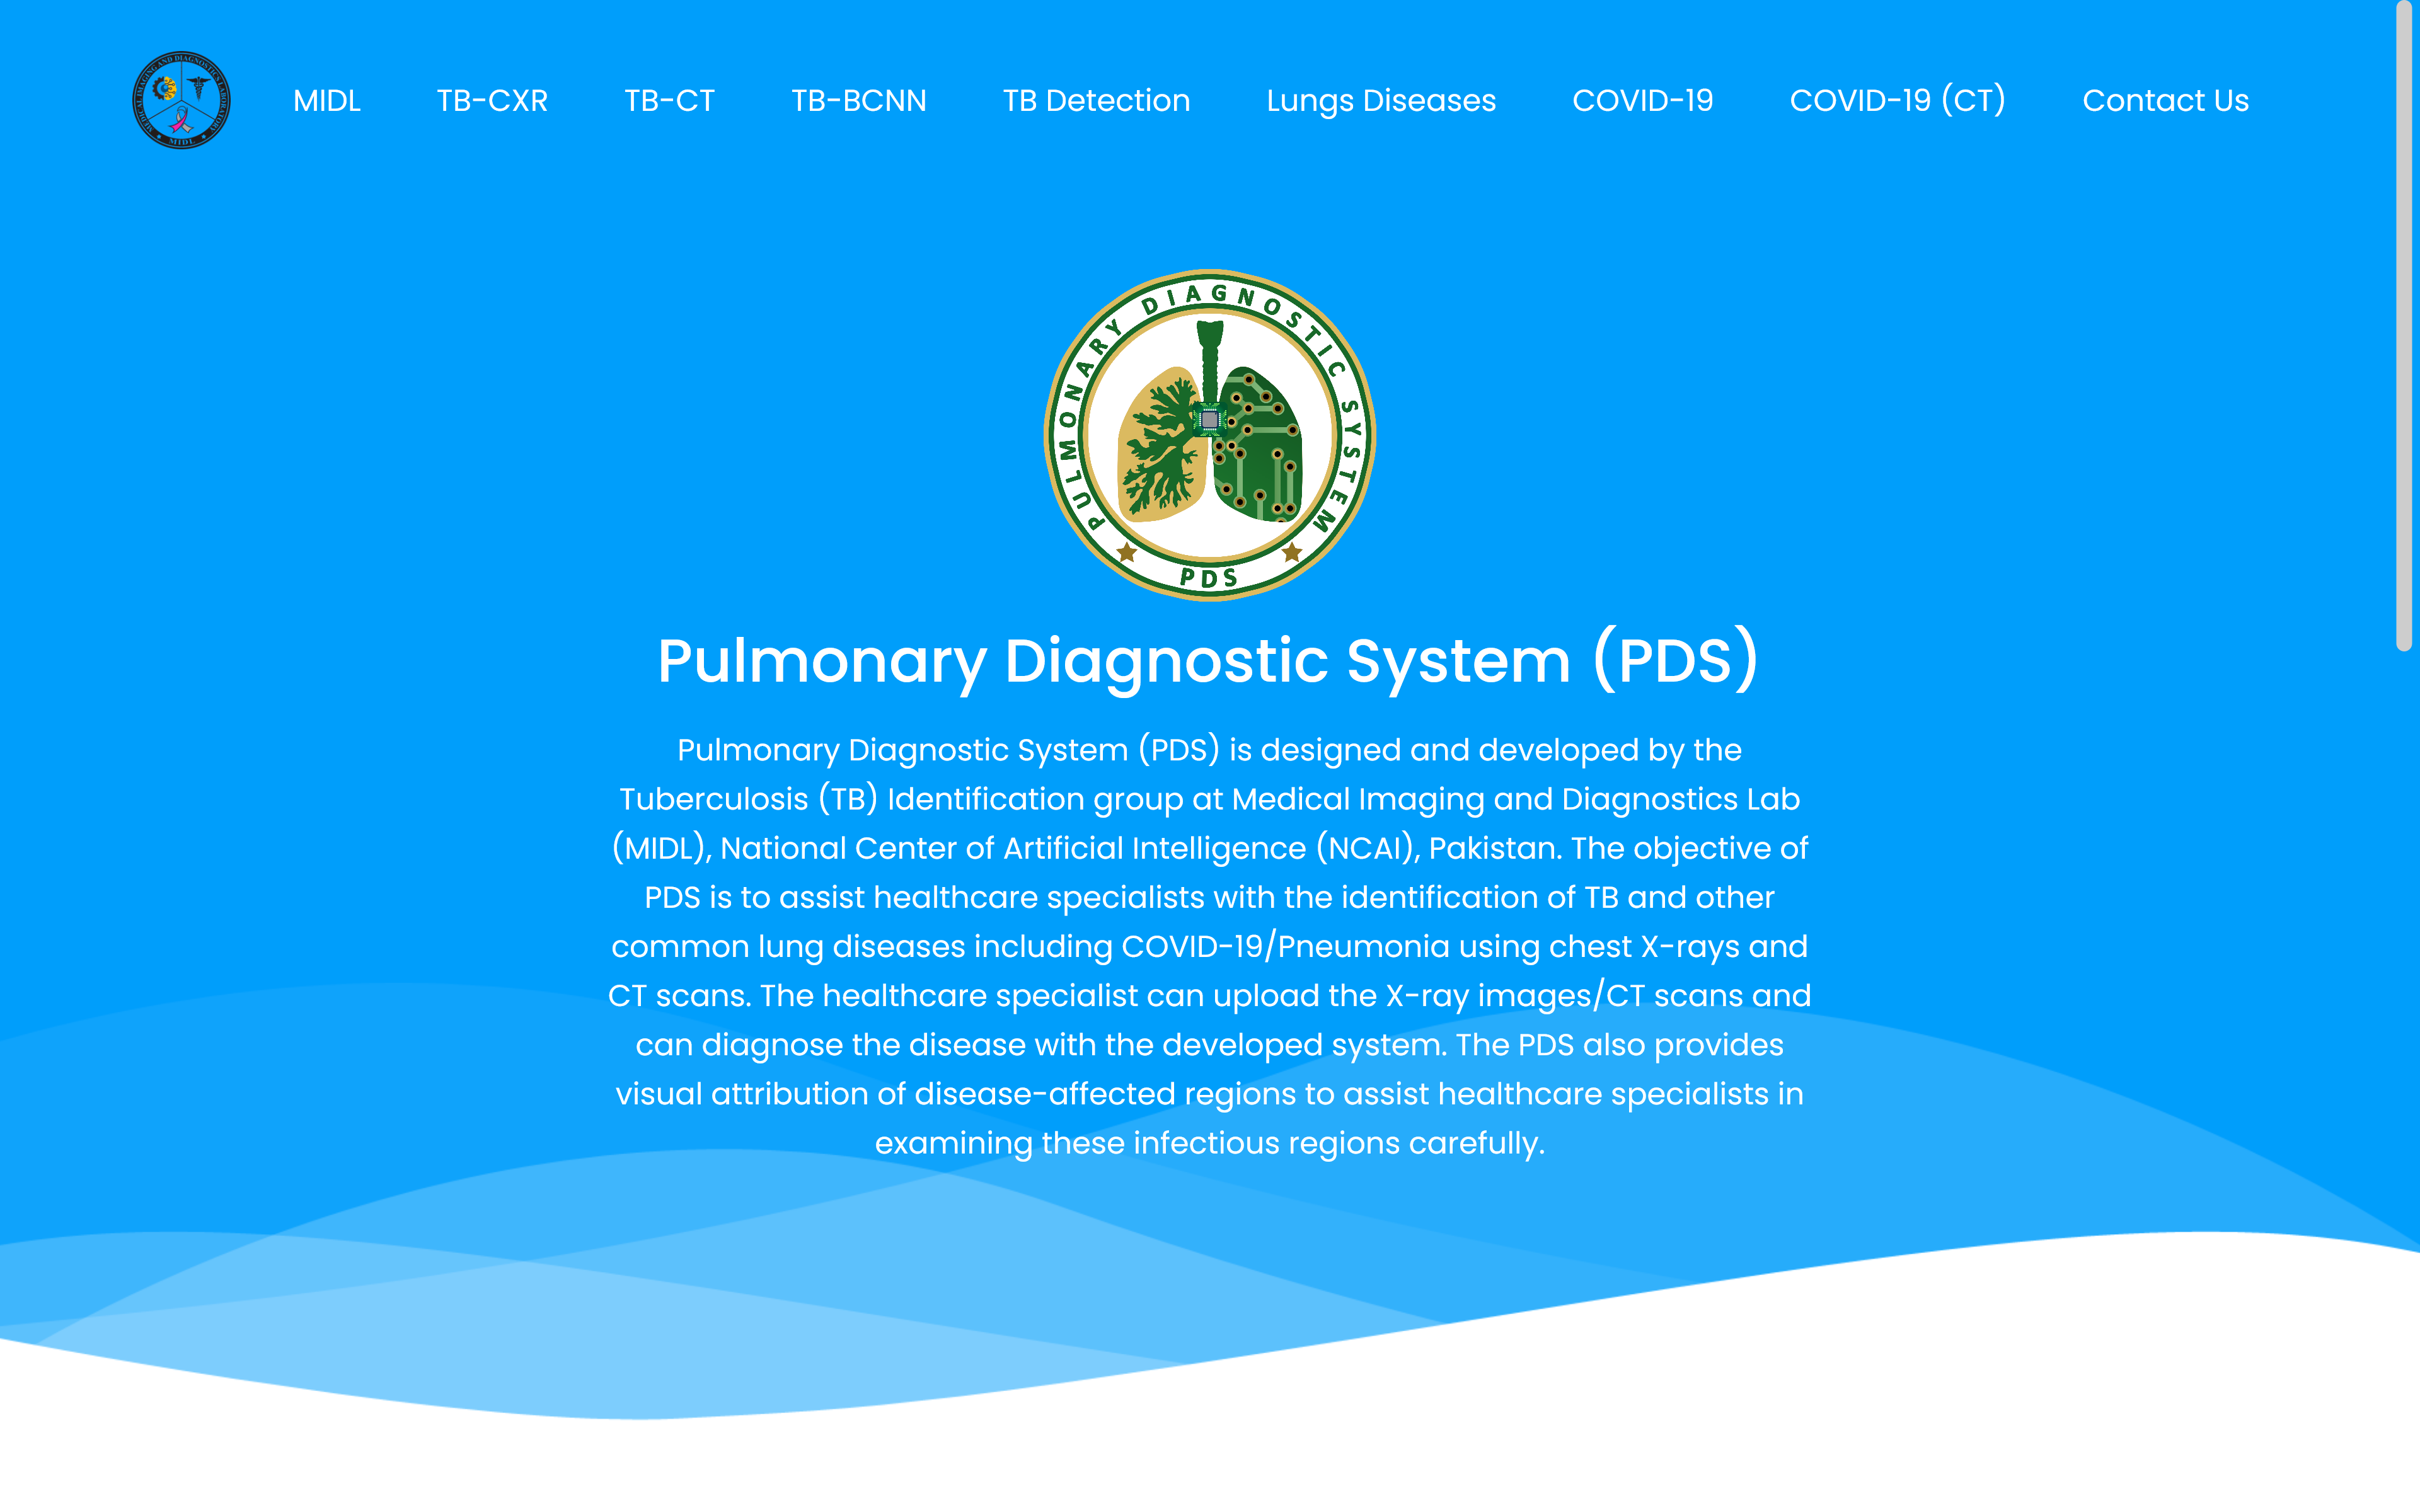 MEDICAL IMAGING AND DIAGNOSTICS LABORATORY
MIDL
MIDL
TB-CXR
TB-CT
TB-BCNN
TB Detection
Lungs Diseases
COVID-19
COVID-19 (CT)
Contact Us
PULMONARY DIAGNOSTIC SYSTEM
PDS
Pulmonary Diagnostic System (PDS)
Pulmonary Diagnostic System (PDS) is designed and developed by the
Tuberculosis (TB) Identification group at Medical Imaging and Diagnostics Lab
(MIDL), National Center of Artificial Intelligence (NCAI), Pakistan. The objective of
PDS is to assist healthcare specialists with the identification of TB and other
common lung diseases including COVID-19/Pneumonia using chest X-rays and
CT scans. The healthcare specialist can upload the X-ray images/CT scans and
can diagnose the disease with the developed system. The PDS also provides
visual attribution of disease-affected regions to assist healthcare specialists in
examining these infectious regions carefully.